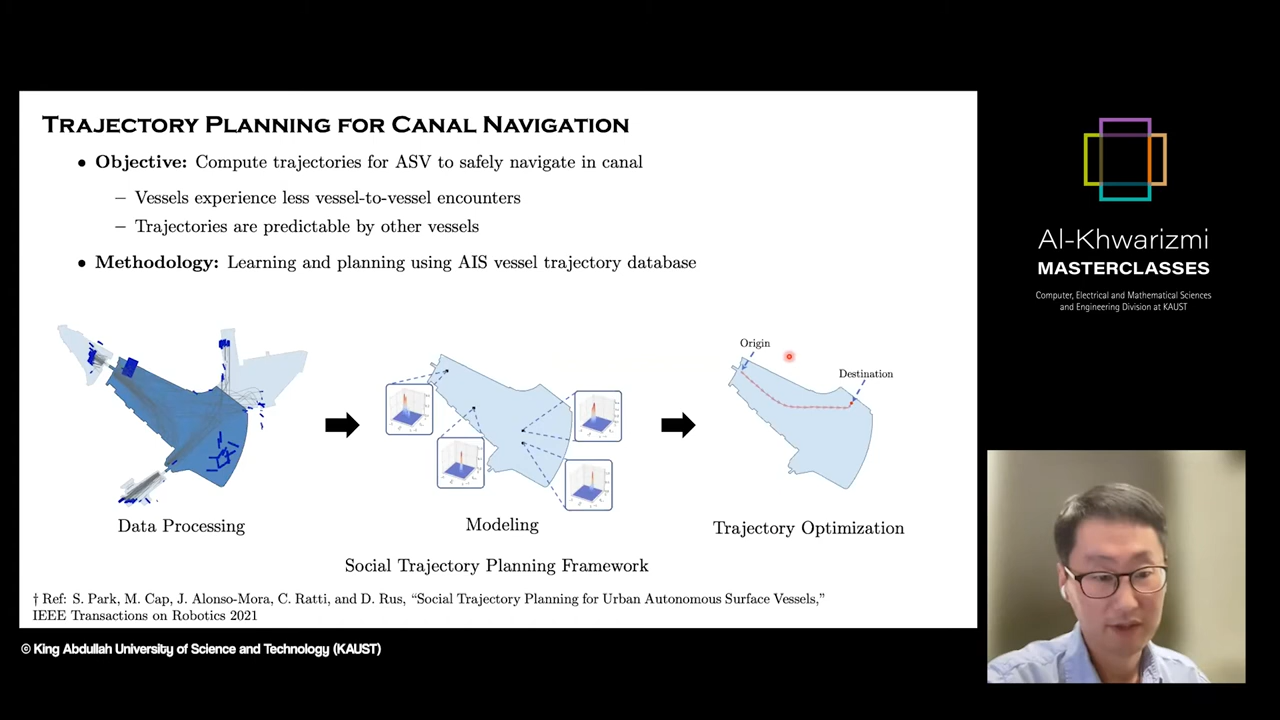 TRAJECTORY PLANNING FOR CANAL NAVIGATION
• Objective: Compute trajectories for ASV to safely navigate in canal
– Vessels experience less vessel-to-vessel encounters
– Trajectories are predictable by other vessels
• Methodology: Learning and planning using AIS vessel trajectory database
Origin
Destination
Data Processing
Modeling
Trajectory Optimization
Social Trajectory Planning Framework
† Ref: S. Park, M. Cap, J. Alonso-Mora, C. Ratti, and D. Rus, “Social Trajectory Planning for Urban Autonomous Surface Vessels,”
IEEE Transactions on Robotics 2021
© King Abdullah University of Science and Technology (KAUST)
Al-Khwarizmi
MASTERCLASSES
Computer, Electrical and Mathematical Sciences
and Engineering Division at KAUST